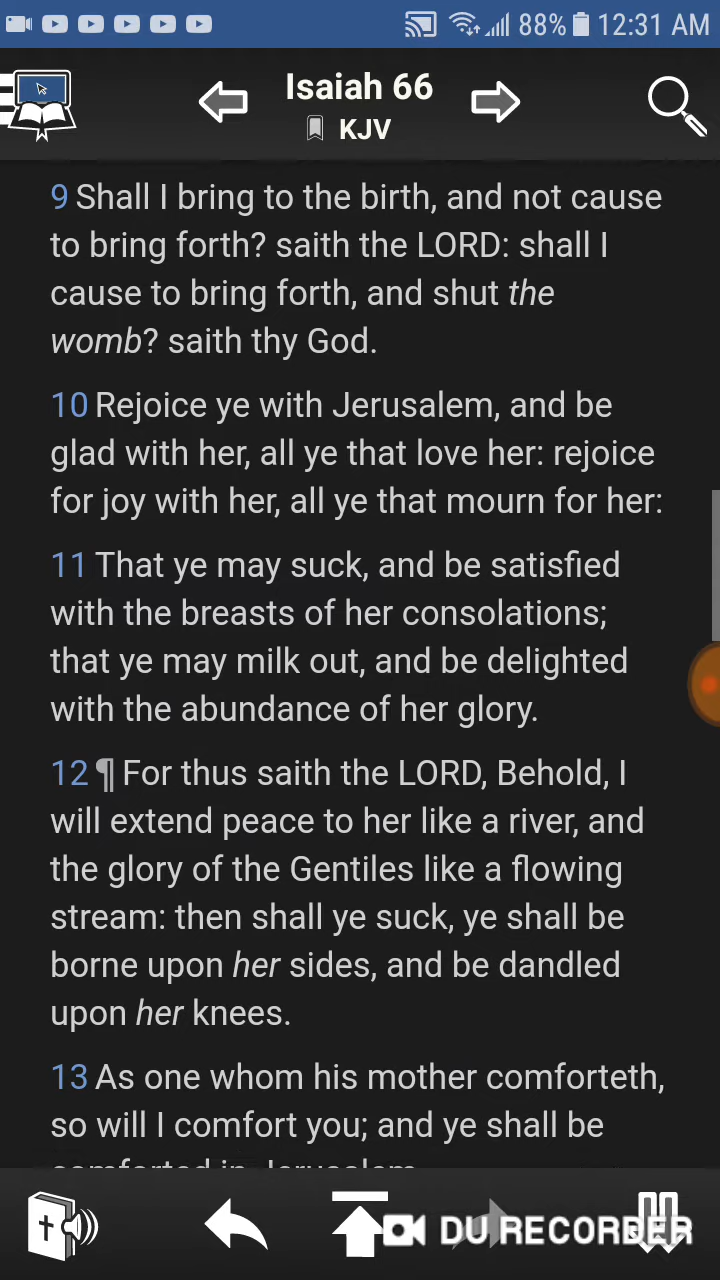 88% 12:31 AM
Isaiah 66
KJV
9 Shall I bring to the birth, and not cause
to bring forth? saith the LORD: shall I
cause to bring forth, and shut the
womb? saith thy God.
10 Rejoice ye with Jerusalem, and be
glad with her, all ye that love her: rejoice
for joy with her, all ye that mourn for her:
11 That ye may suck, and be satisfied
with the breasts of her consolations;
that ye may milk out, and be delighted
with the abundance of her glory.
12 ¶ For thus saith the LORD, Behold, I
will extend peace to her like a river, and
the glory of the Gentiles like a flowing
stream: then shall ye suck, ye shall be
borne upon her sides, and be dandled
upon her knees.
13 As one whom his mother comforteth,
so will I comfort you; and ye shall be
comforted in Jerusalem.
DU RECORDER